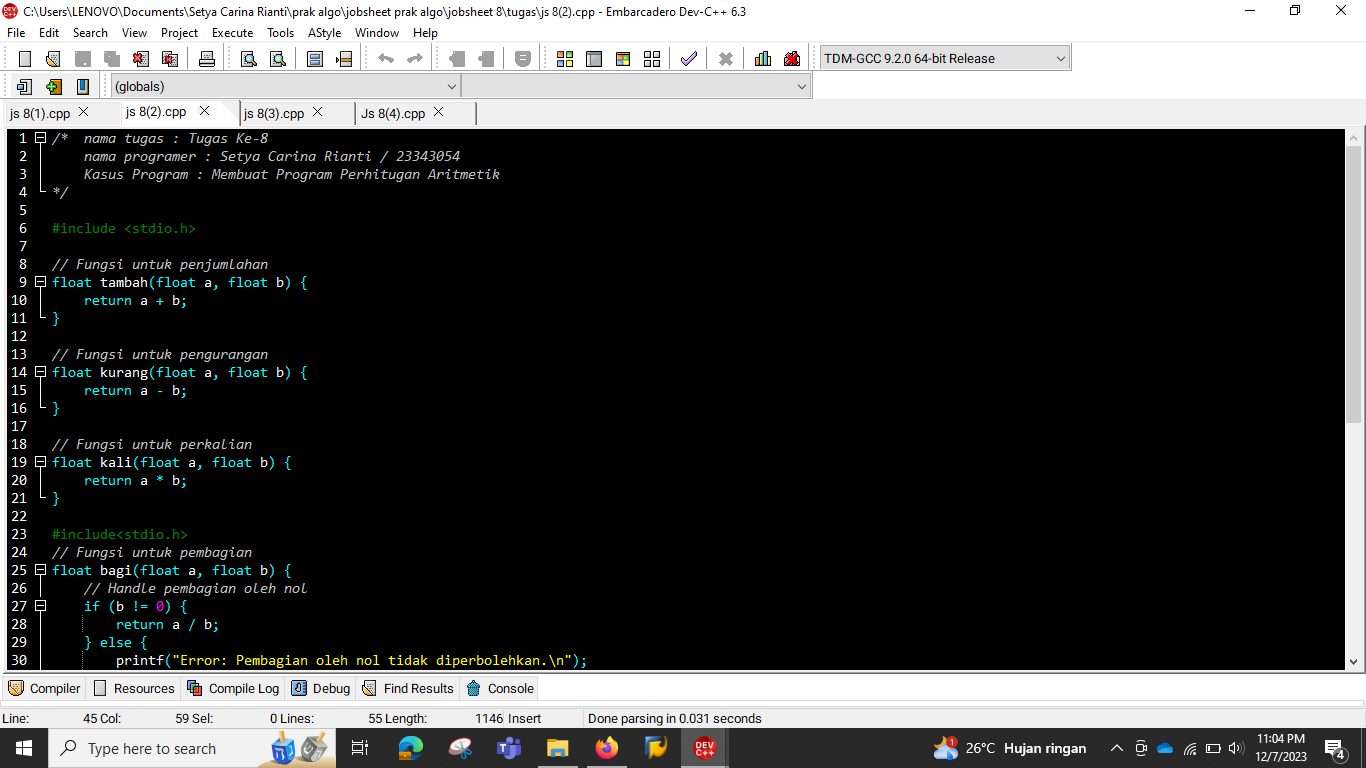 C:\Users\LENOVO\Documents\Setya Carina Rianti\prak algo\jobsheet prak algo\jobsheet 8\tugas\js 8(2).cpp - Embarcadero Dev-C++ 6.3
File Edit Search View Project Execute Tools AStyle Window Help
TDM-GCC 9.2.0 64-bit Release
(globals)
js 8(1).cpp js 8(2).cpp js 8(3).cpp Js 8(4).cpp
1 /* nama tugas : Tugas Ke-8
2 nama programer : Setya Carina Rianti / 23343054
3 Kasus Program : Membuat Program Perhitugan Aritmetik
4 */
5
6 #include <stdio.h>
7
8 // Fungsi untuk penjumlahan
9 float tambah(float a, float b) {
10 return a + b;
11 }
12
13 // Fungsi untuk pengurangan
14 float kurang(float a, float b) {
15 return a - b;
16 }
17
18 // Fungsi untuk perkalian
19 float kali(float a, float b) {
20 return a * b;
21 }
22
23 #include<stdio.h>
24 // Fungsi untuk pembagian
25 float bagi(float a, float b) {
26 // Handle pembagian oleh nol
27 if (b != 0) {
28 return a / b;
29 } else {
30 printf("Error: Pembagian oleh nol tidak diperbolehkan.\n");
Compiler Resources Compile Log Debug Find Results Console
Line: 45 Col: 59 Sel: 0 Lines: 55 Length: 1146 Insert Done parsing in 0.031 seconds
Type here to search
DEV C++
1
26°C Hujan ringan
11:04 PM
12/7/2023
4